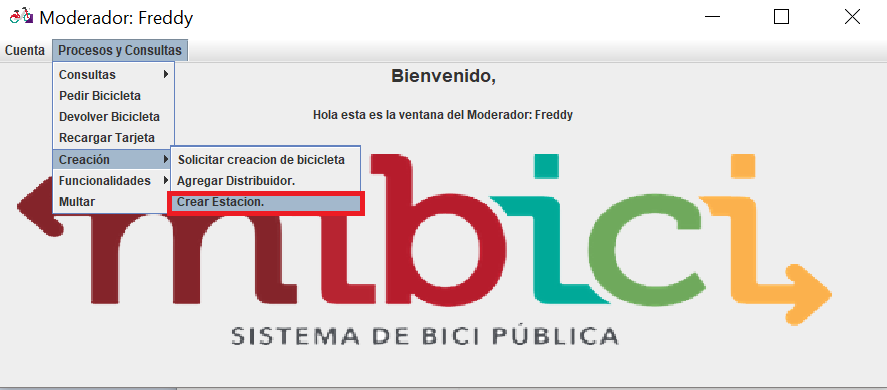 Moderador: Freddy
Cuenta Procesos y Consultas
Bienvenido,
Hola esta es la ventana del Moderador: Freddy
Consultas
Pedir Bicicleta
Devolver Bicicleta
Recargar Tarjeta
Creación
Funcionalidades
Multar
Solicitar creacion de bicicleta
Agregar Distribuidor.
Crear Estacion.
mibici
SISTEMA DE BICI PÚBLICA